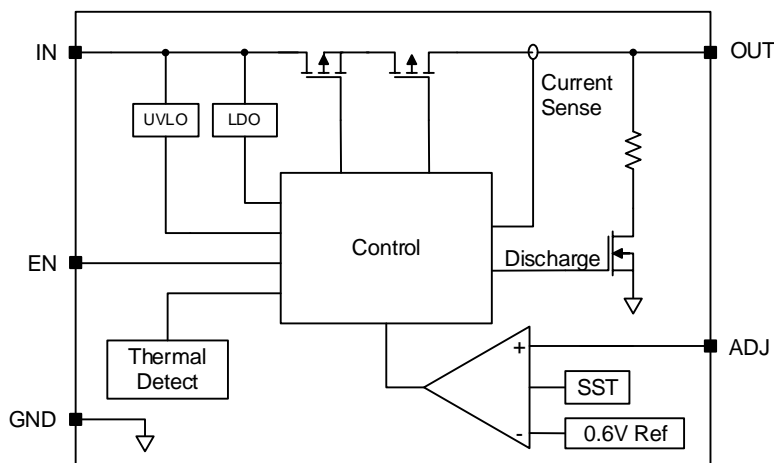 IN
OUT
UVLO
LDO
Current
Sense
Control
EN
Discharge
Thermal
Detect
+
ADJ
SST
-
0.6V Ref
GND